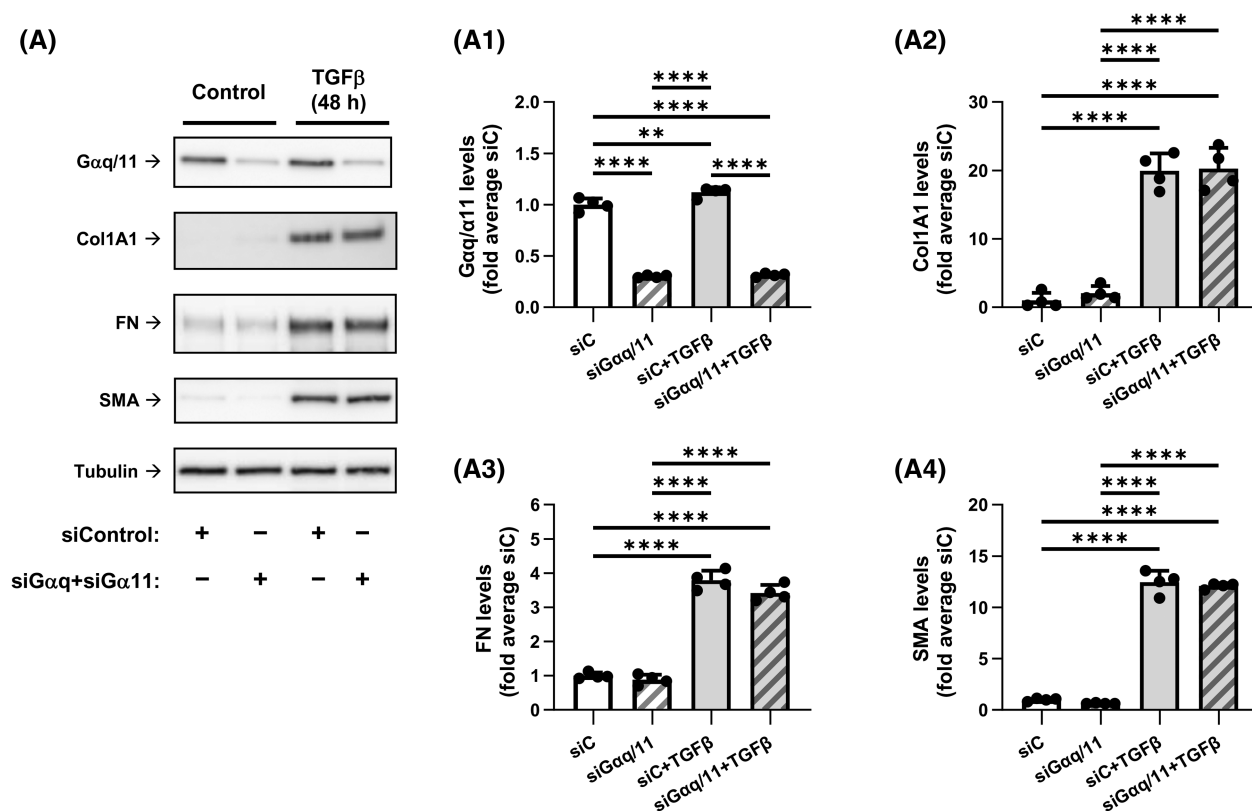 (A)
Control
TGFβ
(48 h)
Gαq/11 →
Col1A1 →
FN →
SMA →
Tubulin →
siControl: + − + −
siGαq+siGα11: − + − +
(A1)
****
****
**
**** ****
Gαq/α11 levels
(fold average siC)
2.0
1.5
1.0
0.5
0.0
siC
siGαq/11
siC+TGFβ
siGαq/11+TGFβ
(A2)
****
****
****
****
Col1A1 levels
(fold average siC)
30
20
10
0
siC
siGαq/11
siC+TGFβ
siGαq/11+TGFβ
(A3)
****
****
****
****
FN levels
(fold average siC)
6
5
4
3
2
1
0
siC
siGαq/11
siC+TGFβ
siGαq/11+TGFβ
(A4)
****
****
****
****
SMA levels
(fold average siC)
20
15
10
5
0
siC
siGαq/11
siC+TGFβ
siGαq/11+TGFβ